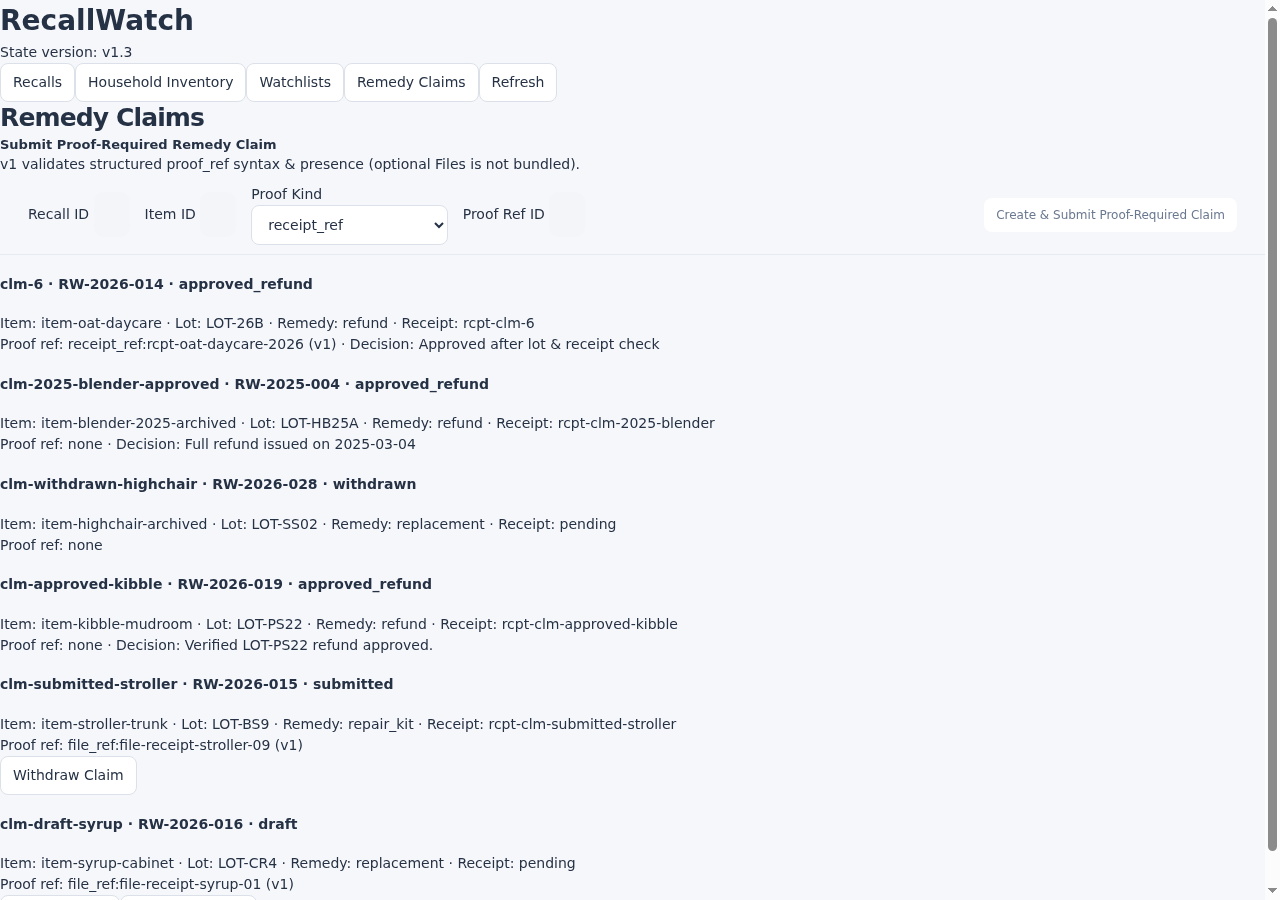 RecallWatch
State version: v1.3
Recalls
Household Inventory
Watchlists
Remedy Claims
Refresh
Remedy Claims
Submit Proof-Required Remedy Claim
v1 validates structured proof_ref syntax & presence (optional Files is not bundled).
Recall ID
Item ID
Proof Kind
receipt_ref
Proof Ref ID
Create & Submit Proof-Required Claim
clm-6 · RW-2026-014 · approved_refund
Item: item-oat-daycare · Lot: LOT-26B · Remedy: refund · Receipt: rcpt-clm-6
Proof ref: receipt_ref:rcpt-oat-daycare-2026 (v1) · Decision: Approved after lot & receipt check
clm-2025-blender-approved · RW-2025-004 · approved_refund
Item: item-blender-2025-archived · Lot: LOT-HB25A · Remedy: refund · Receipt: rcpt-clm-2025-blender
Proof ref: none · Decision: Full refund issued on 2025-03-04
clm-withdrawn-highchair · RW-2026-028 · withdrawn
Item: item-highchair-archived · Lot: LOT-SS02 · Remedy: replacement · Receipt: pending
Proof ref: none
clm-approved-kibble · RW-2026-019 · approved_refund
Item: item-kibble-mudroom · Lot: LOT-PS22 · Remedy: refund · Receipt: rcpt-clm-approved-kibble
Proof ref: none · Decision: Verified LOT-PS22 refund approved.
clm-submitted-stroller · RW-2026-015 · submitted
Item: item-stroller-trunk · Lot: LOT-BS9 · Remedy: repair_kit · Receipt: rcpt-clm-submitted-stroller
Proof ref: file_ref:file-receipt-stroller-09 (v1)
Withdraw Claim
clm-draft-syrup · RW-2026-016 · draft
Item: item-syrup-cabinet · Lot: LOT-CR4 · Remedy: replacement · Receipt: pending
Proof ref: file_ref:file-receipt-syrup-01 (v1)